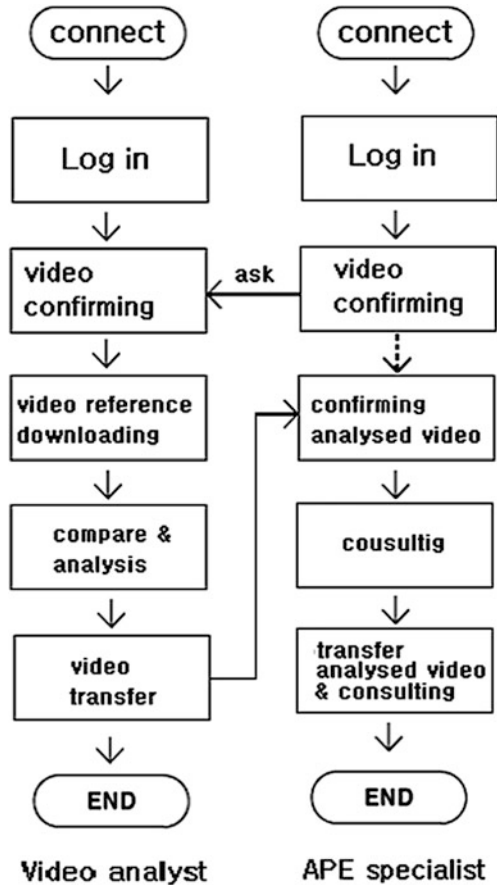 connect
Log in
video
confirming
video reference
downloading
compare &
analysis
video
transfer
END
Video analyst
ask
connect
Log in
video
confirming
confirming
analysed video
cousultig
transfer
analysed video
& consulting
END
APE specialist